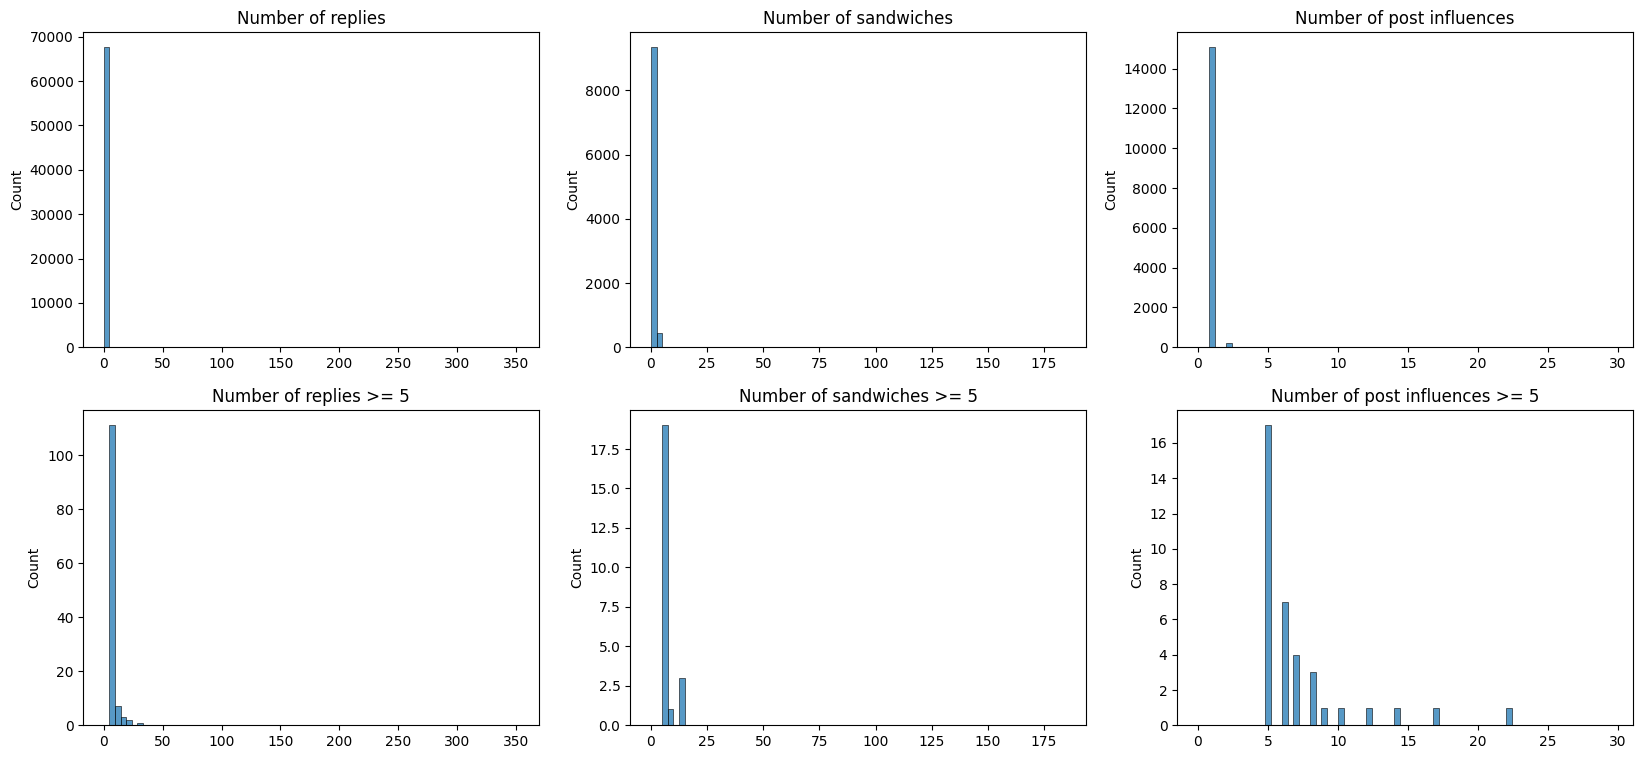 Number of replies
Number of sandwiches
Number of post influences
70000
60000
50000
40000
30000
20000
10000
0
Count
0 50 100 150 200 250 300 350
8000
6000
4000
2000
0
Count
0 25 50 75 100 125 150 175
14000
12000
10000
8000
6000
4000
2000
0
Count
0 5 10 15 20 25 30
Number of replies >= 5
Number of sandwiches >= 5
Number of post influences >= 5
100
80
60
40
20
0
Count
0 50 100 150 200 250 300 350
17.5
15.0
12.5
10.0
7.5
5.0
2.5
0.0
Count
0 25 50 75 100 125 150 175
16
14
12
10
8
6
4
2
0
Count
0 5 10 15 20 25 30